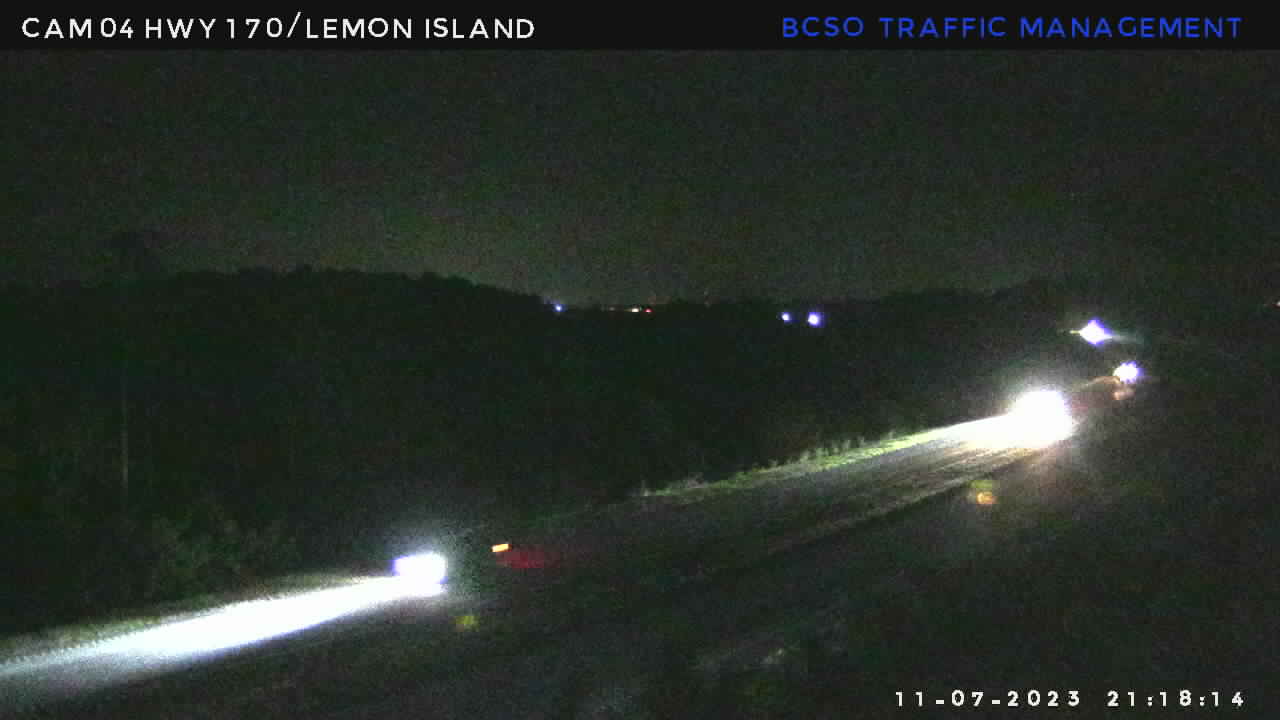 CAM04 HWY 170/LEMON ISLAND
BCSO TRAFFIC MANAGEMENT
11-07-2023 21:18:14